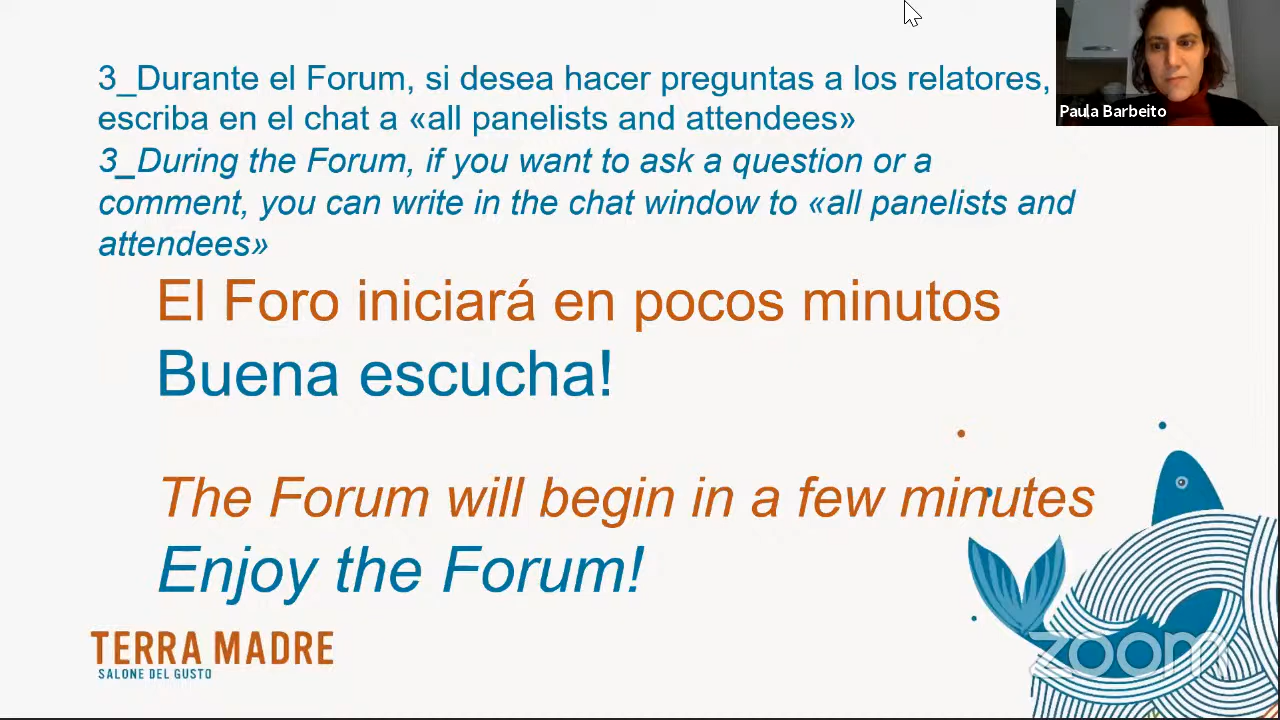 3_Durante el Forum, si desea hacer preguntas a los relatores,
escriba en el chat a «all panelists and attendees»
3_During the Forum, if you want to ask a question or a
comment, you can write in the chat window to «all panelists and
attendees»
El Foro iniciará en pocos minutos
Buena escucha!
The Forum will begin in a few minutes
Enjoy the Forum!
TERRA MADRE
SALONE DEL GUSTO
Paula Barbeito
zoom